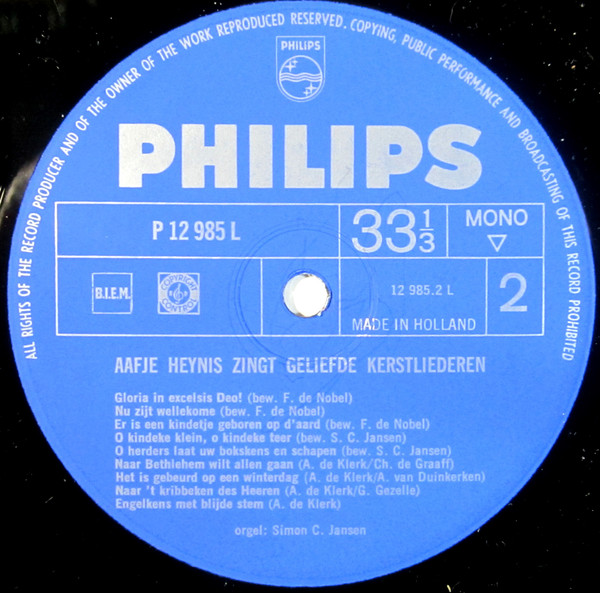 ALL RIGHTS OF THE RECORD PRODUCER AND OF THE OWNER OF THE WORK REPRODUCED RESERVED. COPYING, PUBLIC PERFORMANCE AND BROADCASTING OF THIS RECORD PROHIBITED
PHILIPS
PHILIPS
P 12 985 L
33 1/3
MONO
B.I.E.M.
12 985.2 L
2
MADE IN HOLLAND
AAFJE HEYNIS ZINGT GELIEFDE KERSTLIEDEREN
Gloria in excelsis Deo! (bew. F. de Nobel)
Nu zijt wellekome (bew. F. de Nobel)
Er is een kindetje geboren op d'aard (bew. F. de Nobel)
O kindeke klein, o kindeke teer (bew. S. C. Jansen)
O herders laat uw bokskens en schapen (bew. S. C. Jansen)
Naar Bethlehem wilt allen gaan (A. de Klerk/Ch. de Graaff)
Het is gebeurd op een winterdag (A. de Klerk/A. van Duinkerken)
Naar 't kribbeken des Heeren (A. de Klerk/G. Gezelle)
Engelkens met blijde stem (A. de Klerk)
orgel: Simon C. Jansen